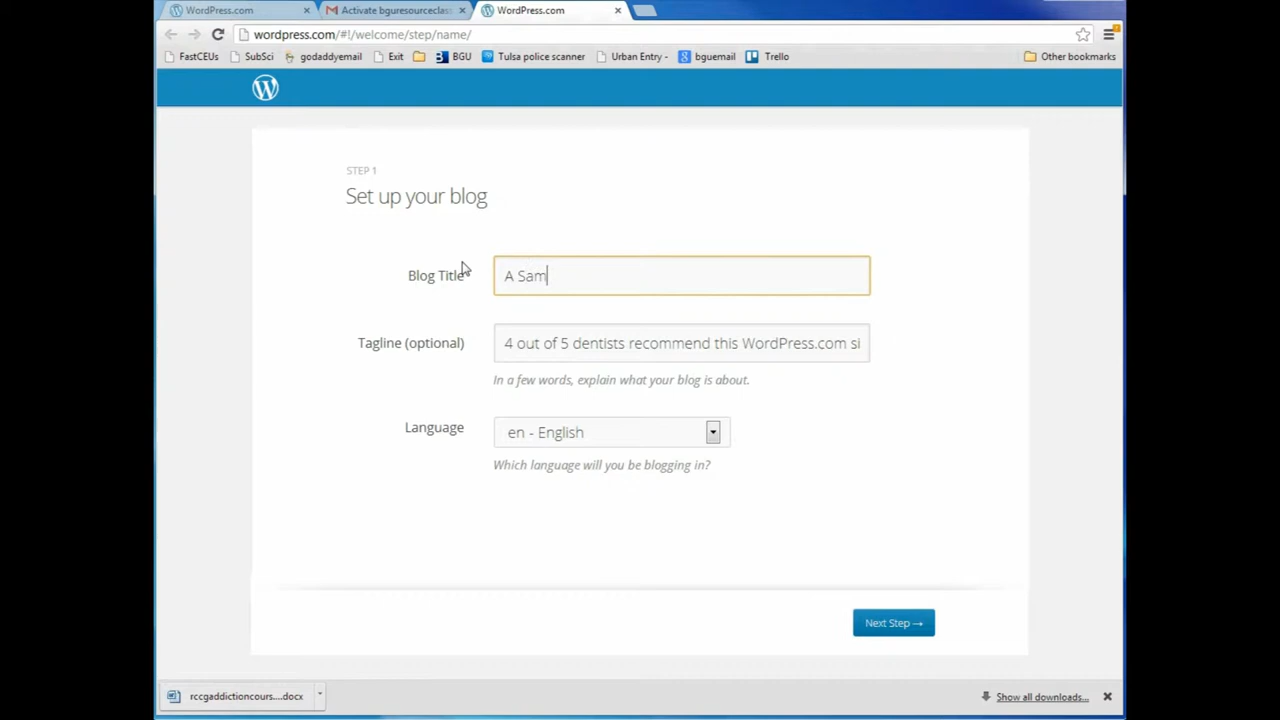 WordPress.com
Activate bguresourceclas
WordPress.com
wordpress.com/#!/welcome/step/name/
FastCEUs SubSci godaddyemail Exit BGU Tulsa police scanner Urban Entry - bguemail Trello Other bookmarks
STEP 1
Set up your blog
Blog Title A Sam
Tagline (optional) 4 out of 5 dentists recommend this WordPress.com si
In a few words, explain what your blog is about.
Language en - English
Which language will you be blogging in?
Next Step →
rccgaddictioncours....docx Show all downloads...